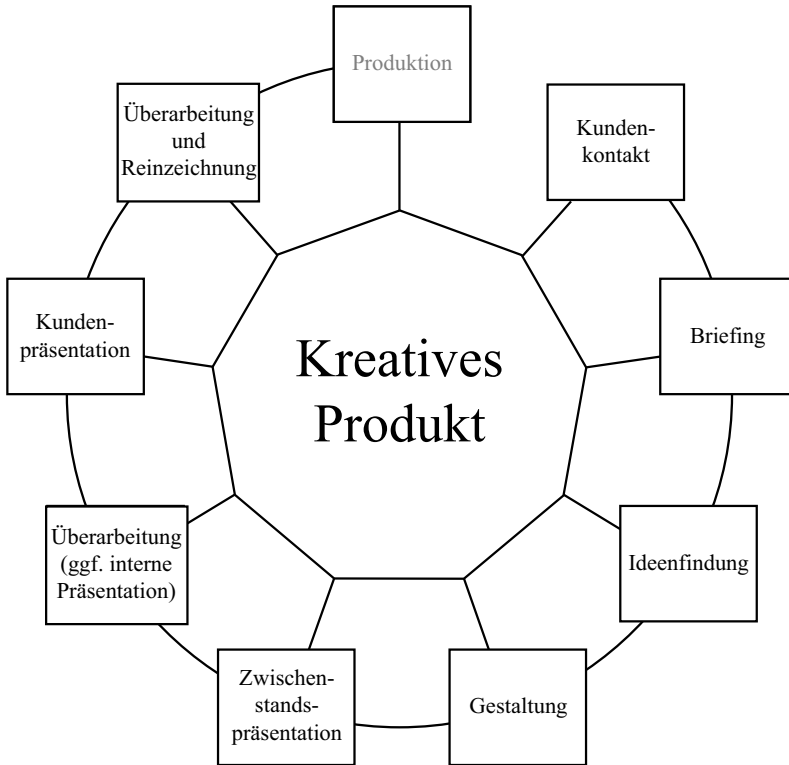 Produktion
Kunden-
kontakt
Briefing
Ideenfindung
Gestaltung
Zwischen-
stands-
präsentation
Überarbeitung
(ggf. interne
Präsentation)
Kunden-
präsentation
Überarbeitung
und
Reinzeichnung
Kreatives
Produkt